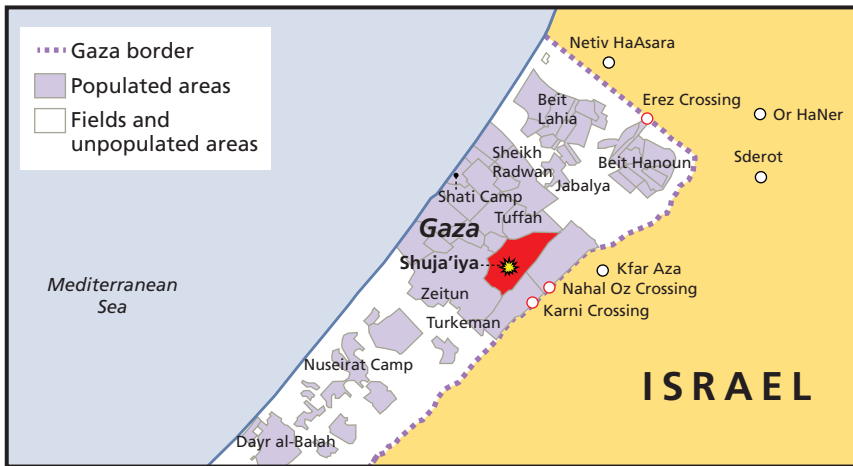 Gaza border
Populated areas
Fields and
unpopulated areas
Netiv HaAsara
Beit
Lahia
Erez Crossing
Or HaNer
Sheikh
Radwan
Beit Hanoun
Sderot
Jabalya
Shati Camp
Tuffah
Gaza
Shuja'iya
Kfar Aza
Mediterranean
Sea
Zeitun
Nahal Oz Crossing
Karni Crossing
Turkeman
Nuseirat Camp
ISRAEL
Dayr al-Balah